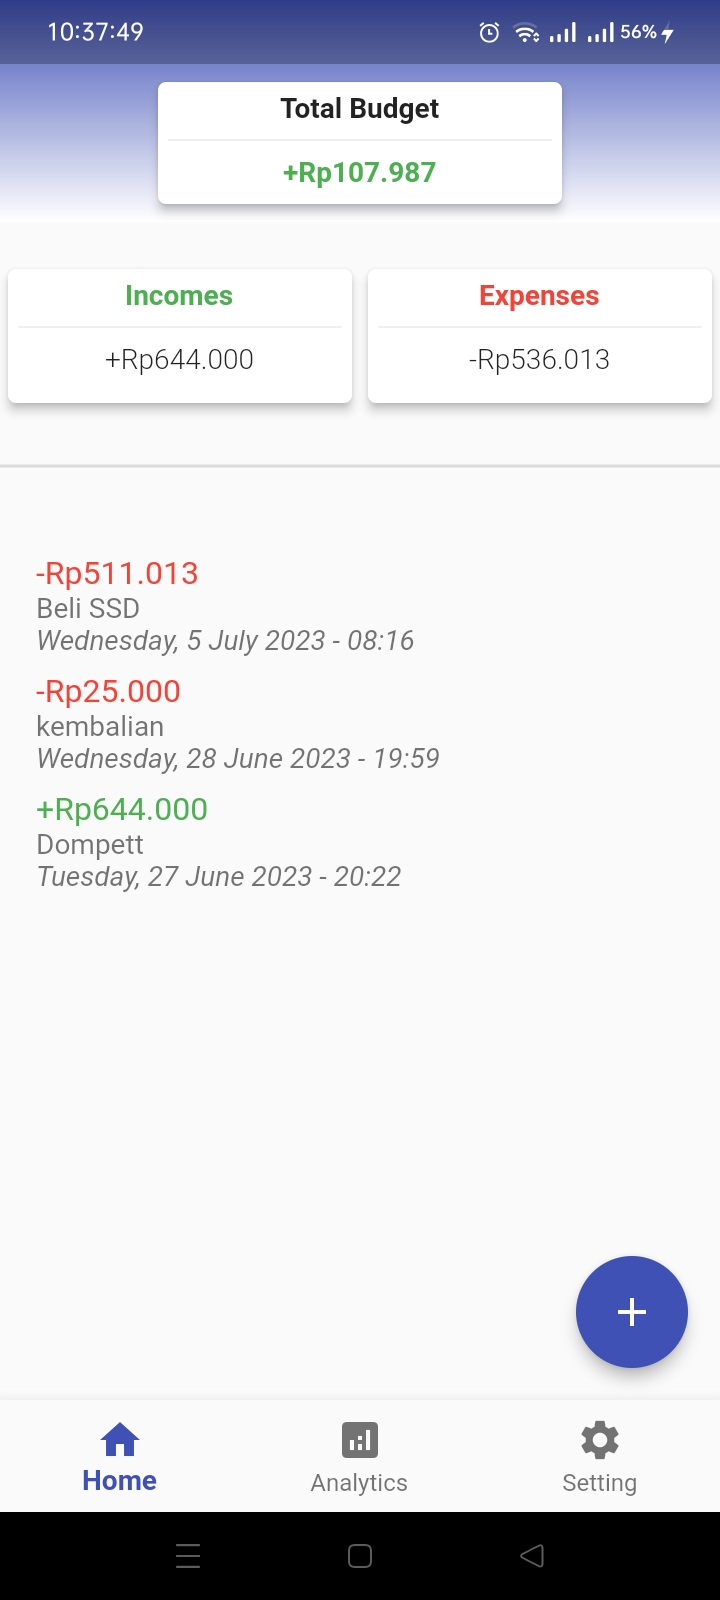 10:37:49
56%
Total Budget
+Rp107.987
Incomes
Expenses
+Rp644.000
-Rp536.013
-Rp511.013
Beli SSD
Wednesday, 5 July 2023 - 08:16
-Rp25.000
kembalian
Wednesday, 28 June 2023 - 19:59
+Rp644.000
Dompett
Tuesday, 27 June 2023 - 20:22
Home
Analytics
Setting